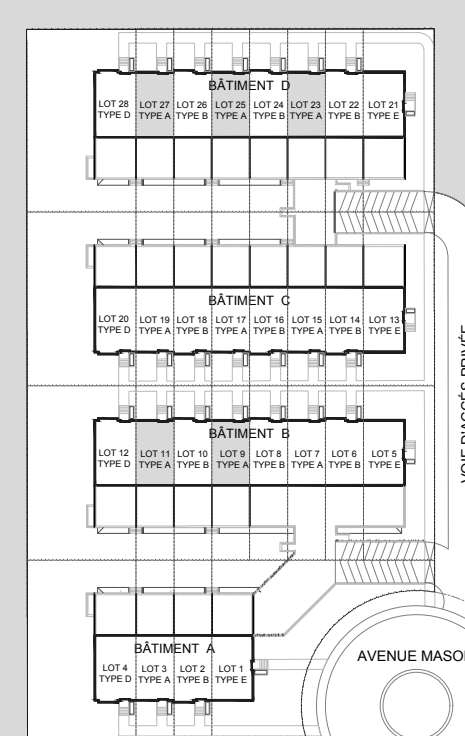 BÂTIMENT D
LOT 28 LOT 27 LOT 26 LOT 25 LOT 24 LOT 23 LOT 22 LOT 21
TYPE D TYPE A TYPE B TYPE A TYPE B TYPE A TYPE B TYPE E
BÂTIMENT C
LOT 20 LOT 19 LOT 18 LOT 17 LOT 16 LOT 15 LOT 14 LOT 13
TYPE D TYPE A TYPE B TYPE A TYPE B TYPE A TYPE B TYPE E
VOIE D'ACCÉS PRIVÉE
BÂTIMENT B
LOT 12 LOT 11 LOT 10 LOT 9 LOT 8 LOT 7 LOT 6 LOT 5
TYPE D TYPE A TYPE B TYPE A TYPE B TYPE A TYPE B TYPE E
BÂTIMENT A
LOT 4 LOT 3 LOT 2 LOT 1
TYPE D TYPE A TYPE B TYPE E
AVENUE MASO